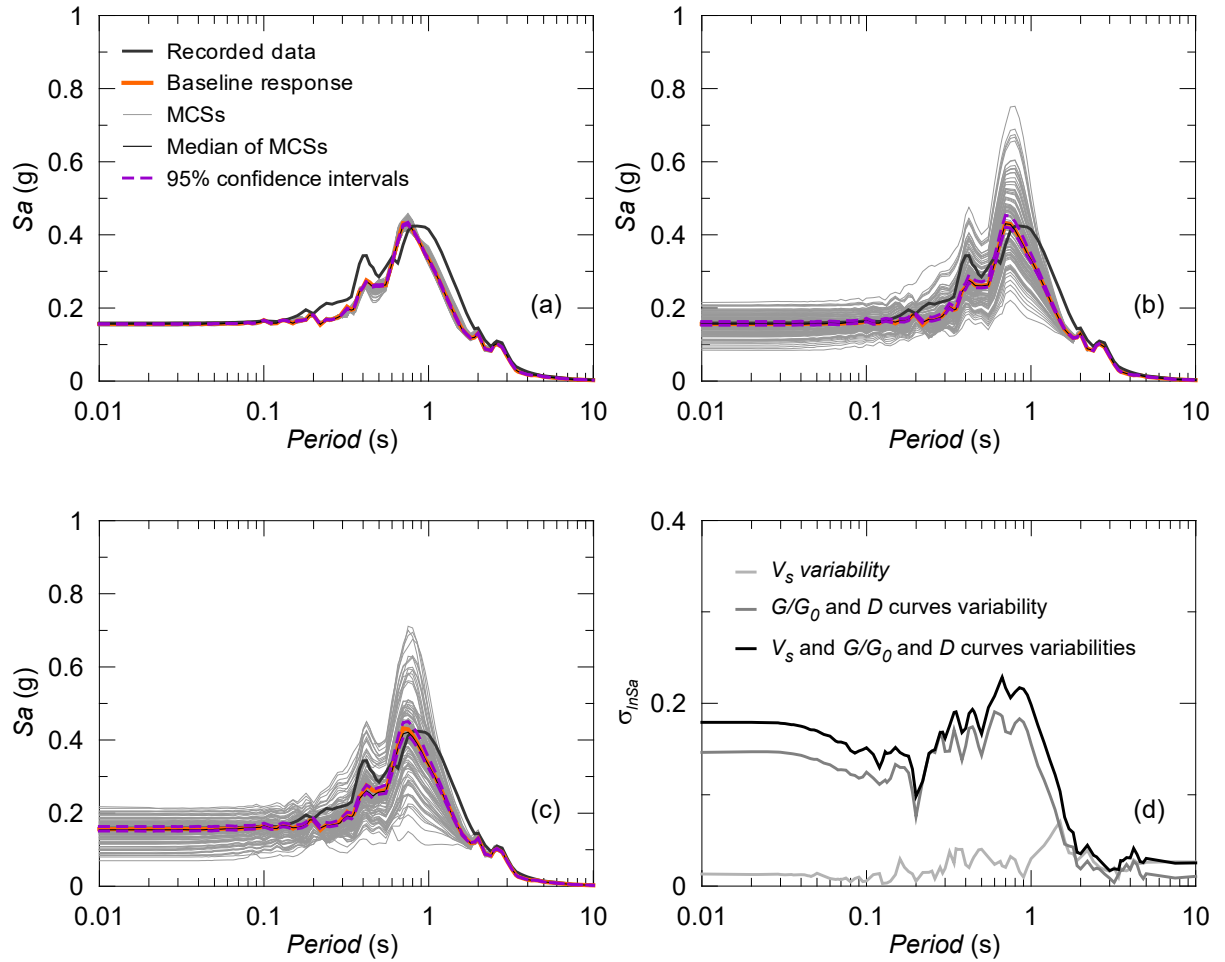 1
0.8
0.6
0.4
0.2
0
Sa (g)
Recorded data
Baseline response
MCSs
Median of MCSs
95% confidence intervals
(a)
0.01
0.1
1
10
Period (s)
1
0.8
0.6
0.4
0.2
0
Sa (g)
(b)
0.01
0.1
1
10
Period (s)
1
0.8
0.6
0.4
0.2
0
Sa (g)
(c)
0.01
0.1
1
10
Period (s)
0.4
0.2
0
σlnSa
Vs variability
G/G0 and D curves variability
Vs and G/G0 and D curves variabilities
(d)
0.01
0.1
1
10
Period (s)